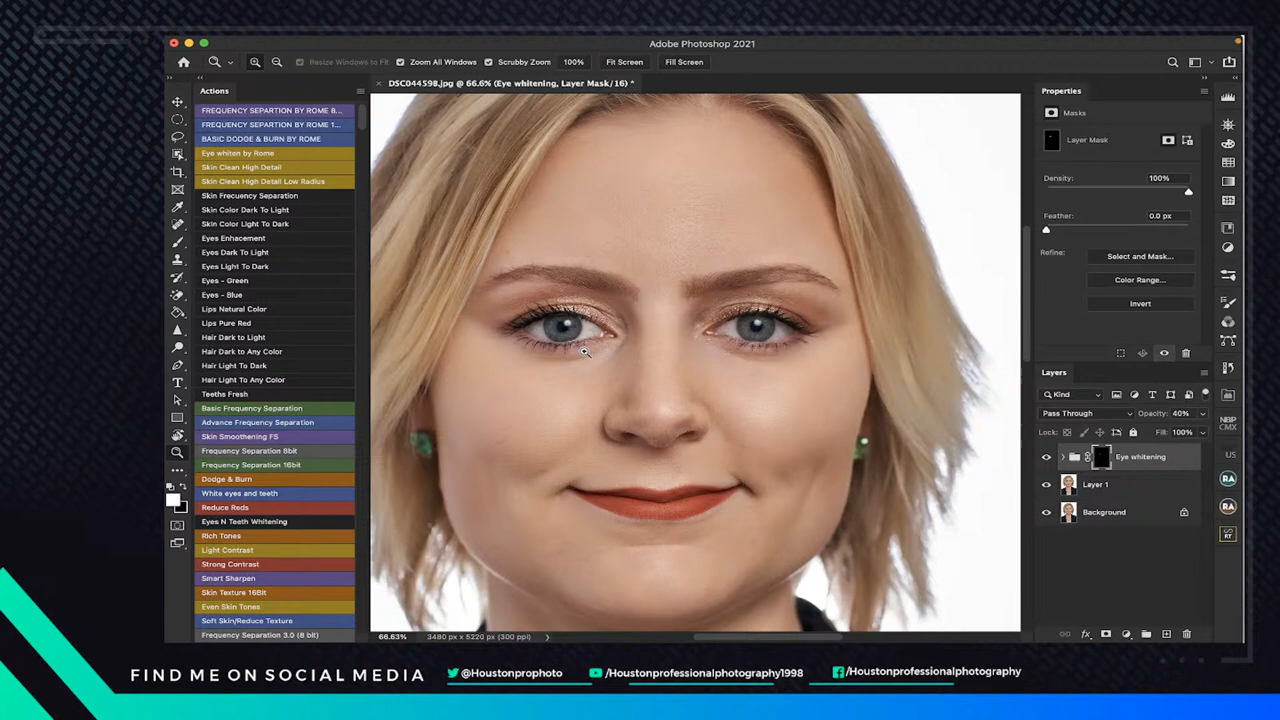 Adobe Photoshop 2021
Resize Windows to Fit
Zoom All Windows
Scrubby Zoom
100%
Fit Screen
Fill Screen
Actions
FREQUENCY SEPARTION BY ROME 8...
FREQUENCY SEPARTION BY ROME 1...
BASIC DODGE & BURN BY ROME
Eye whiten by Rome
Skin Clean High Detail
Skin Clean High Detail Low Radius
Skin Frecuency Separation
Skin Color Dark To Light
Skin Color Light To Dark
Eyes Enhacement
Eyes Dark To Light
Eyes Light To Dark
Eyes - Green
Eyes - Blue
Lips Natural Color
Lips Pure Red
Hair Dark to Light
Hair Dark to Any Color
Hair Light To Dark
Hair Light To Any Color
Teeths Fresh
Basic Frequency Separation
Advance Frequency Separation
Skin Smoothening FS
Frequency Separation 8bit
Frequency Separation 16bit
Dodge & Burn
White eyes and teeth
Reduce Reds
Eyes N Teeth Whitening
Rich Tones
Light Contrast
Strong Contrast
Smart Sharpen
Skin Texture 16Bit
Even Skin Tones
Soft Skin/Reduce Texture
Frequency Separation 3.0 (8 bit)
DSC04459B.jpg @ 66.6% (Eye whitening, Layer Mask/16) *
66.63%
3480 px x 5220 px (300 ppi)
Properties
Masks
Layer Mask
Density:
100%
Feather:
0.0 px
Refine:
Select and Mask...
Color Range...
Invert
Layers
Kind
Pass Through
Opacity:
40%
Lock:
Fill:
100%
Eye whitening
Layer 1
Background
NBP
CMX
US
RA
RA
RT
FIND ME ON SOCIAL MEDIA
@Houstonprophoto
/Houstonprofessionalphotography1998
/Houstonprofessionalphotography